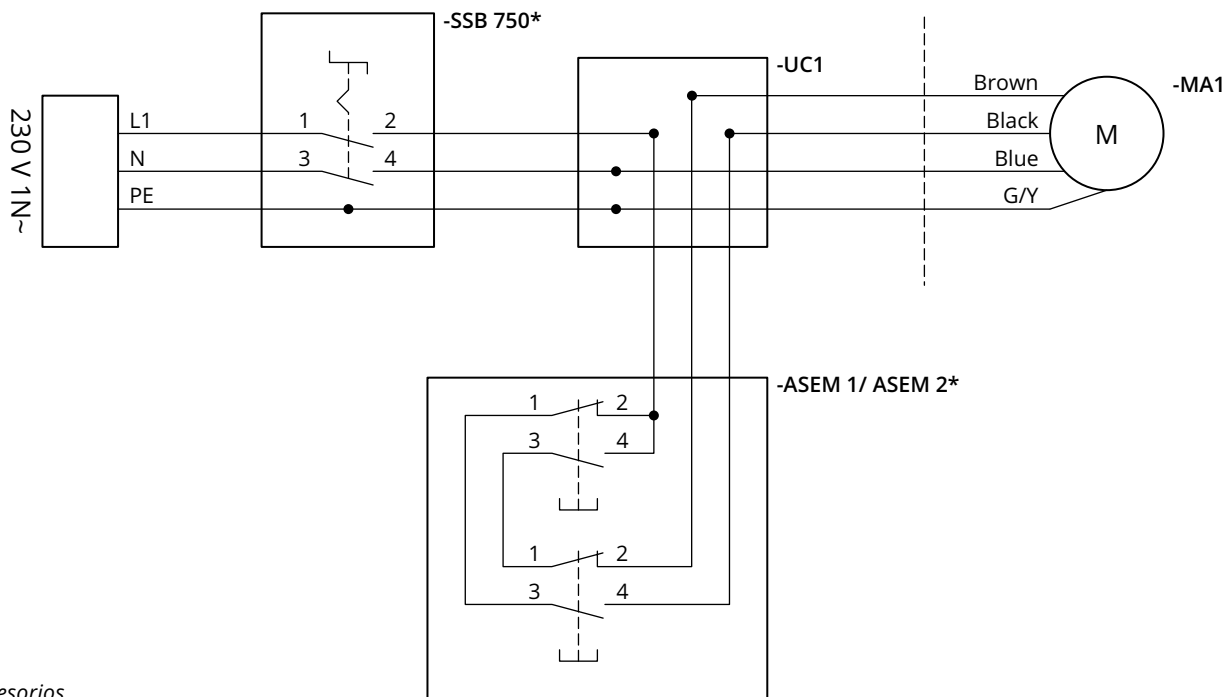 -SSB 750*
-UC1
-MA1
230 V 1N~
L1
N
PE
1 2
3 4
Brown
Black
Blue
G/Y
M
-ASEM 1/ ASEM 2*
1 2
3 4
1 2
3 4